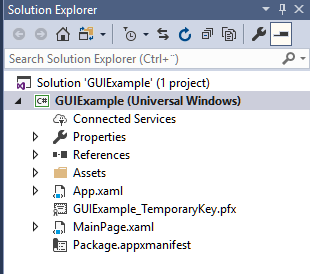 Solution Explorer
Search Solution Explorer (Ctrl+¨)
Solution 'GUIExample' (1 project)
C# GUIExample (Universal Windows)
Connected Services
Properties
References
Assets
App.xaml
GUIExample_TemporaryKey.pfx
MainPage.xaml
Package.appxmanifest